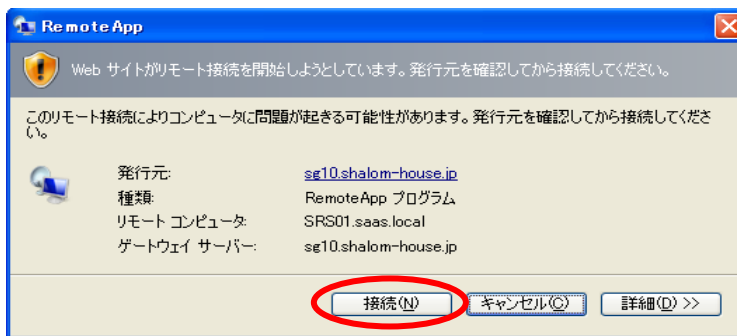 RemoteApp
Web サイトがリモート接続を開始しようとしています。発行元を確認してから接続してください。
このリモート接続によりコンピュータに問題が起きる可能性があります。発行元を確認してから接続してくださ
い。
発行元: sg10.shalom-house.jp
種類: RemoteApp プログラム
リモート コンピュータ: SRS01.saas.local
ゲートウェイ サーバー: sg10.shalom-house.jp
接続(N) キャンセル(C) 詳細(D) >>